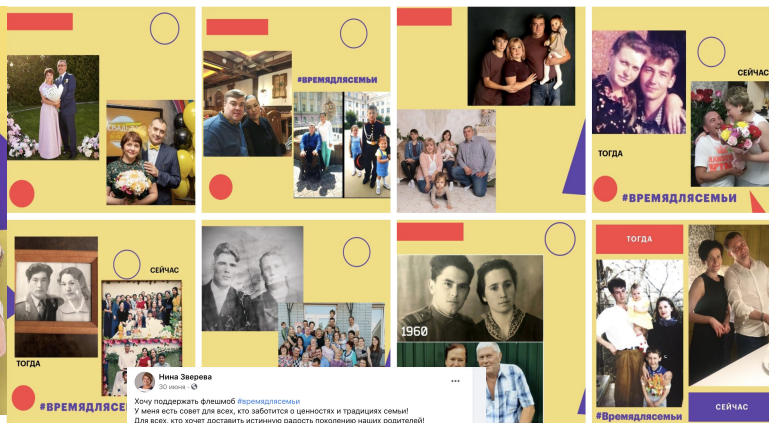 #ВРЕМЯДЛЯСЕМЬИ
СЕЙЧАС
ТОГДА
#ВРЕМЯДЛЯСЕМЬИ
СЕЙЧАС
ТОГДА
#ВРЕМЯДЛЯСЕ
1960
ТОГДА
СЕЙЧАС
#Времядлясемьи
Нина Зверева
30 июня
Хочу поддержать флешмоб #времядлясемьи
У меня есть совет для всех, кто заботится о ценностях и традициях семьи!
Для всех, кто хочет доставить истинную радость поколению наших родителей!